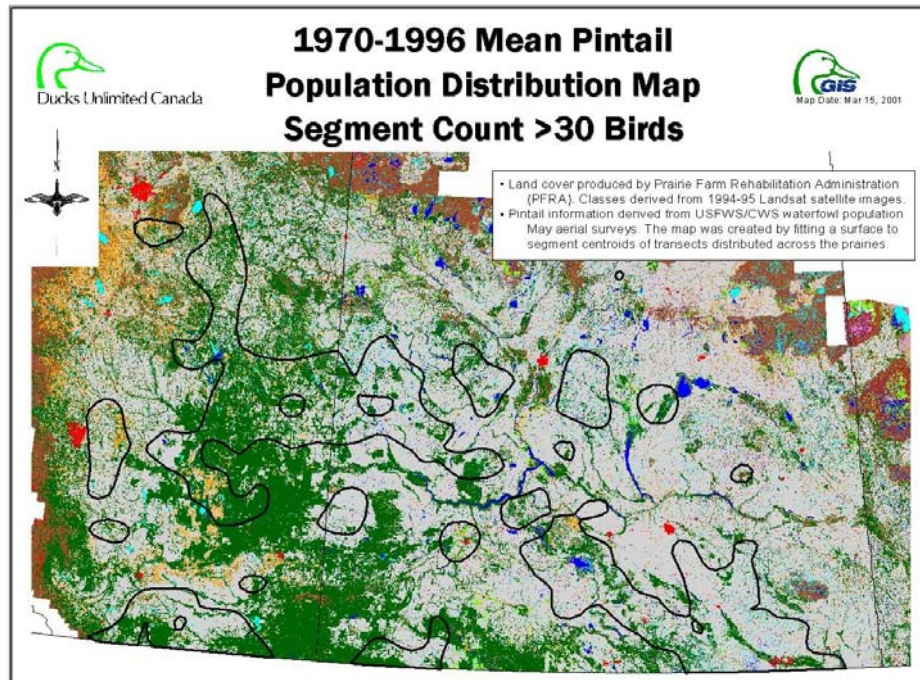 1970-1996 Mean Pintail
Population Distribution Map
Segment Count >30 Birds
Ducks Unlimited Canada
GIS
Map Date: Mar 15, 2001
N
• Land cover produced by Prairie Farm Rehabilitation Administration
(PFRA). Classes derived from 1994-95 Landsat satellite images.
• Pintail information derived from USFWS/CWS waterfowl population
May aerial surveys. The map was created by fitting a surface to
segment centroids of transects distributed across the prairies.